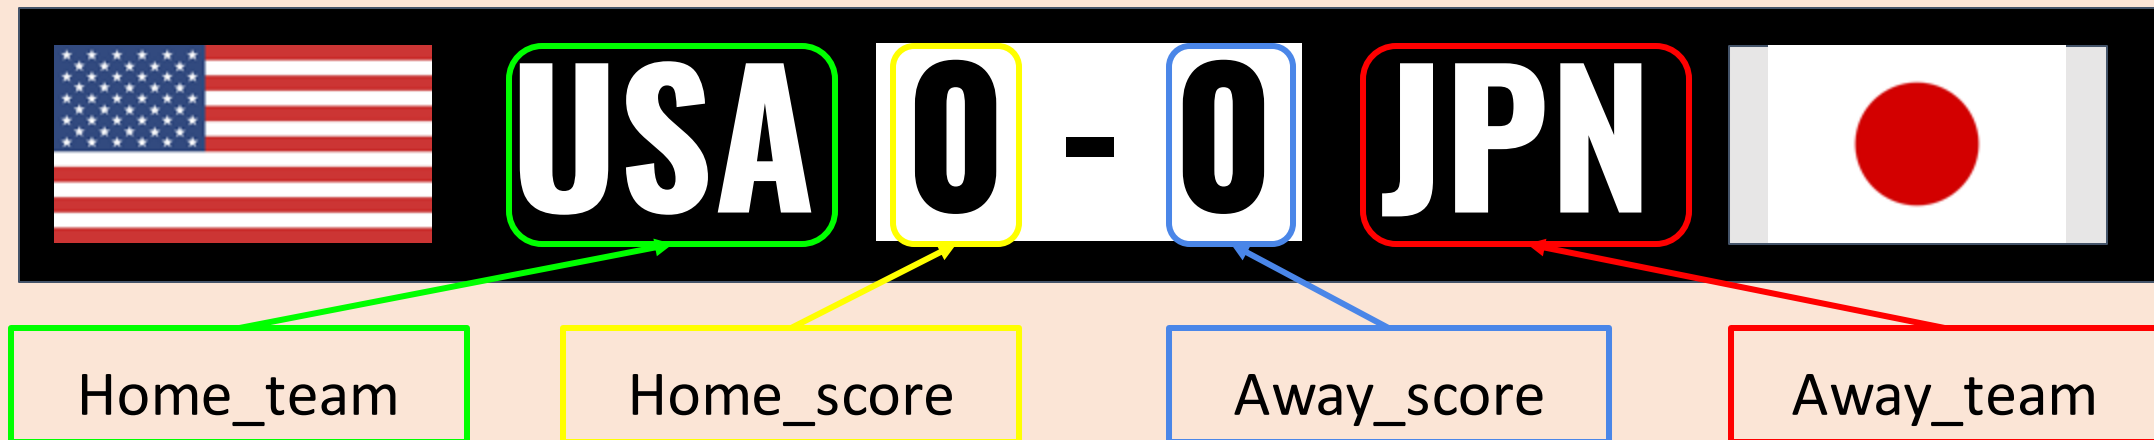 USA 0 - 0 JPN
Home_team Home_score Away_score Away_team